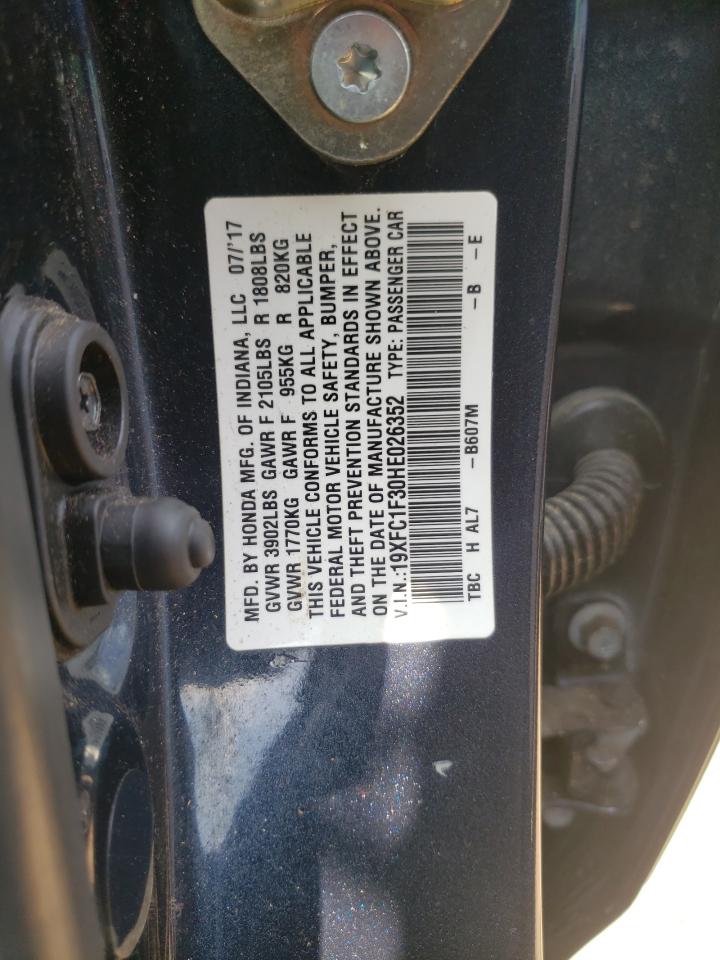 MFD. BY HONDA MFG. OF INDIANA, LLC 07/'17
GVWR 3902LBS GAWR F 2105LBS R 1808LBS
GVWR 1770KG GAWR F 955KG R 820KG
THIS VEHICLE CONFORMS TO ALL APPLICABLE
FEDERAL MOTOR VEHICLE SAFETY, BUMPER,
AND THEFT PREVENTION STANDARDS IN EFFECT
ON THE DATE OF MANUFACTURE SHOWN ABOVE.
V.I.N.:19XFC1F30HE026352 TYPE: PASSENGER CAR
TBC H AL7 –B607M –B –E